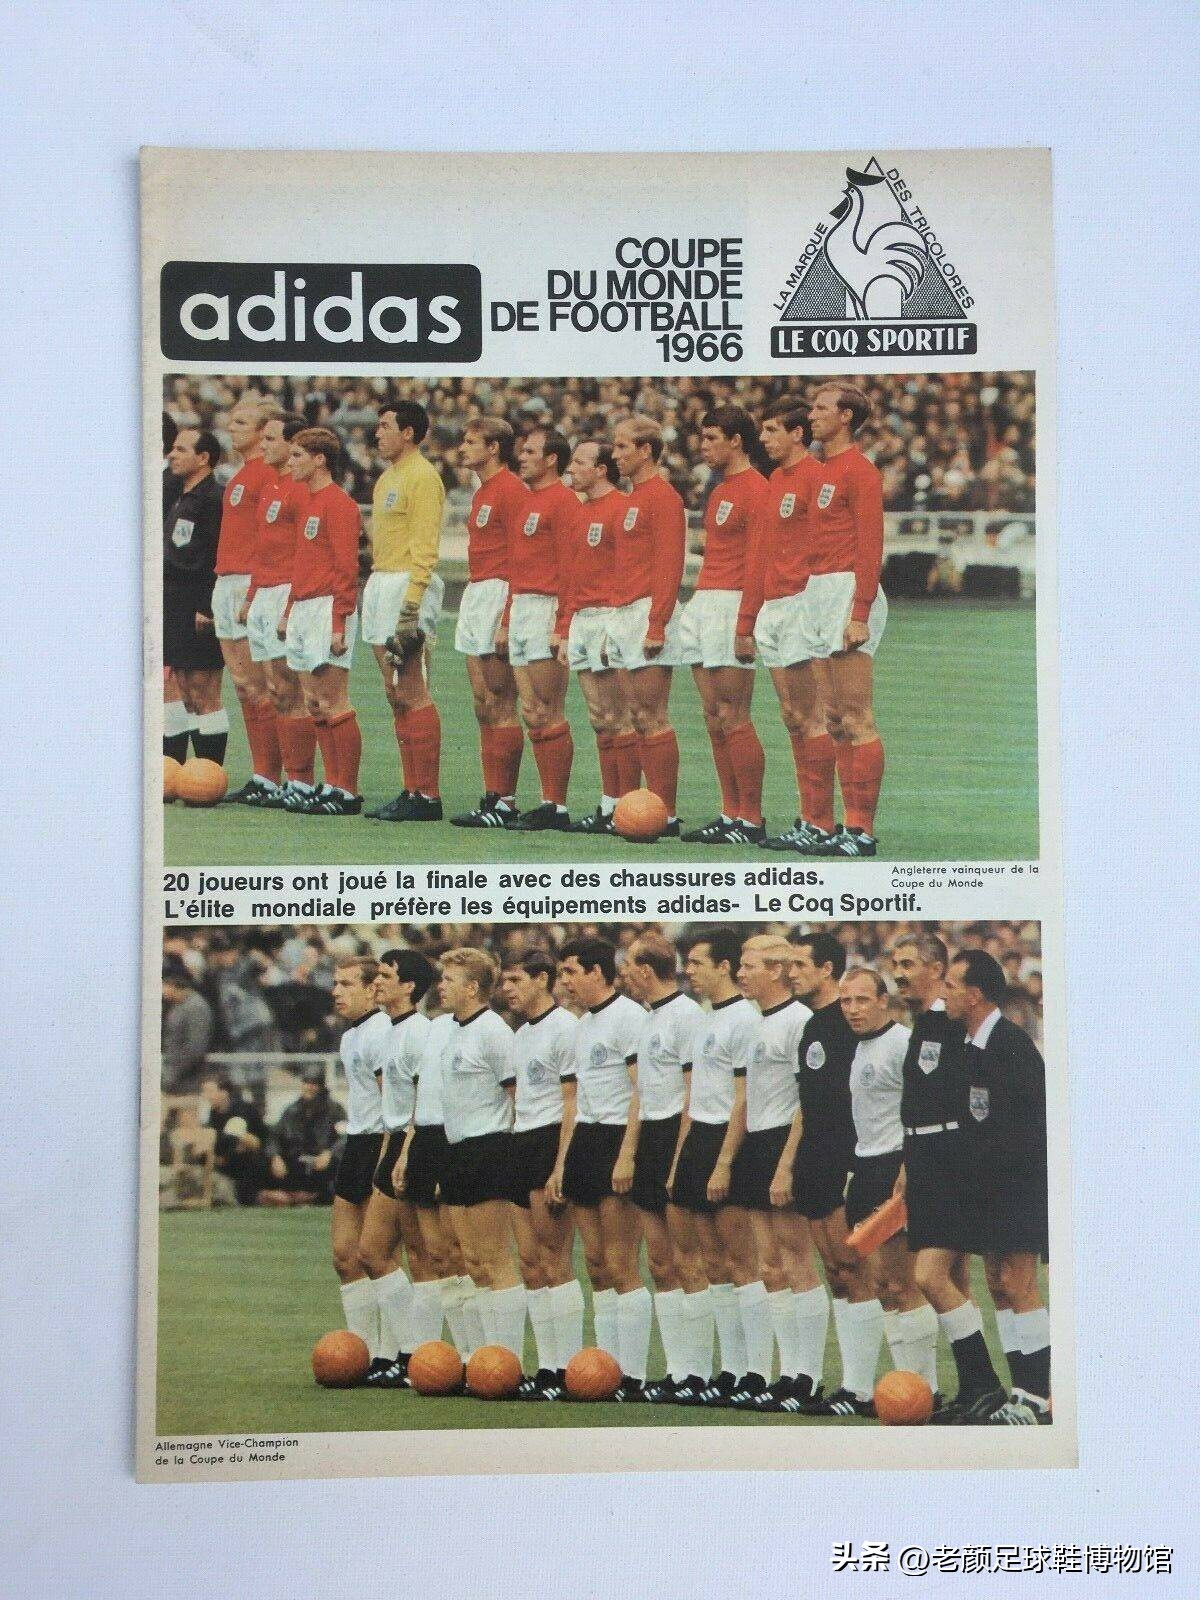 adidas
COUPE
DU MONDE
DE FOOTBALL
1966
LA MARQUE DES TRICOLORES
LE COQ SPORTIF
20 joueurs ont joué la finale avec des chaussures adidas.
L'élite mondiale préfère les équipements adidas- Le Coq Sportif.
Angleterre vainqueur de la
Coupe du Monde
Allemagne Vice-Champion
de la Coupe du Monde
头条 @老颜足球鞋博物馆